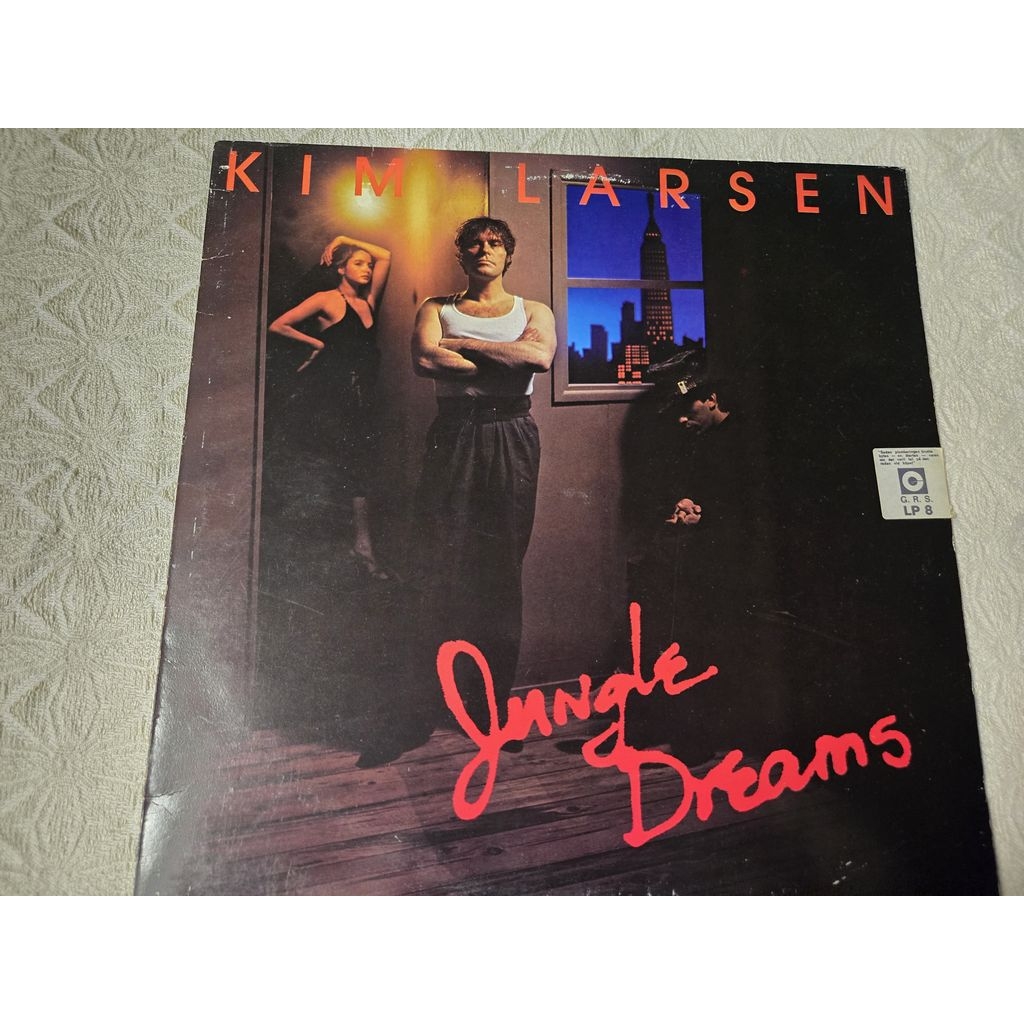 KIM LARSEN
G. R. S.
LP 8
Jungle
Dreams